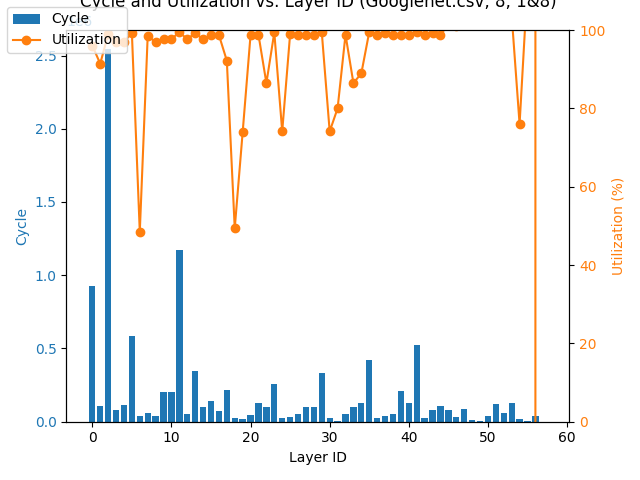 Cycle and Utilization vs. Layer ID (Googlenet.csv, 8, 1&8)
Cycle
Utilization
2.5
2.0
1.5
1.0
0.5
0.0
Cycle
100
80
60
40
20
0
Utilization (%)
0 10 20 30 40 50 60
Layer ID